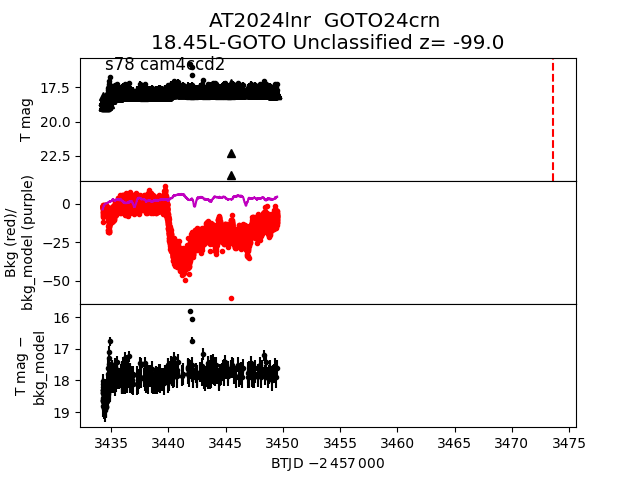 AT2024lnr  GOTO24crn
18.45L-GOTO Unclassified z= -99.0
s78 cam4ccd2
17.5
20.0
22.5
T mag
0
−25
−50
Bkg (red)/
bkg_model (purple)
16
17
18
19
T mag −
bkg_model
3435 3440 3445 3450 3455 3460 3465 3470 3475
BTJD −2 457 000